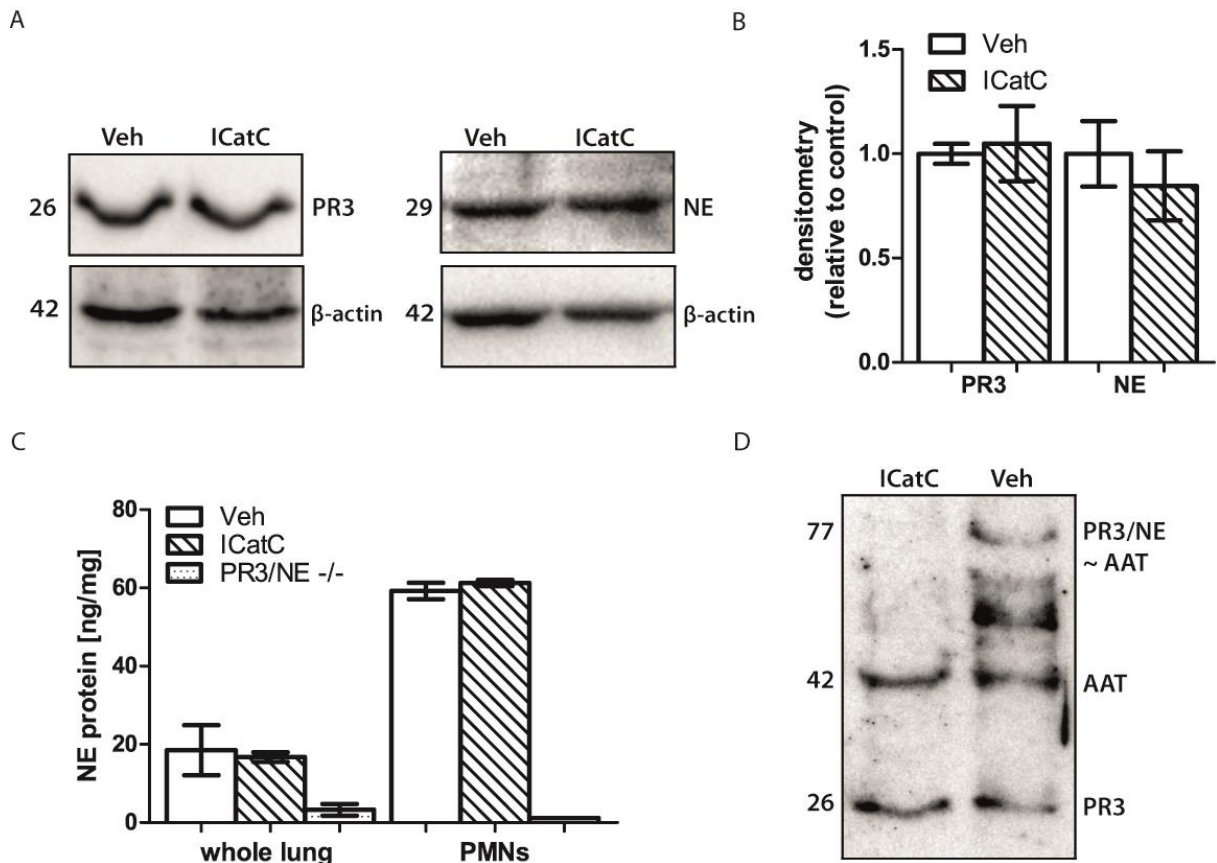 A
Veh ICatC
26 PR3
42 β-actin
Veh ICatC
29 NE
42 β-actin
B
Veh
ICatC
densitometry
(relative to control)
1.5
1.0
0.5
0.0
PR3 NE
C
Veh
ICatC
PR3/NE -/-
NE protein [ng/mg]
80
60
40
20
0
whole lung PMNs
D
ICatC Veh
77 PR3/NE
~ AAT
42 AAT
26 PR3